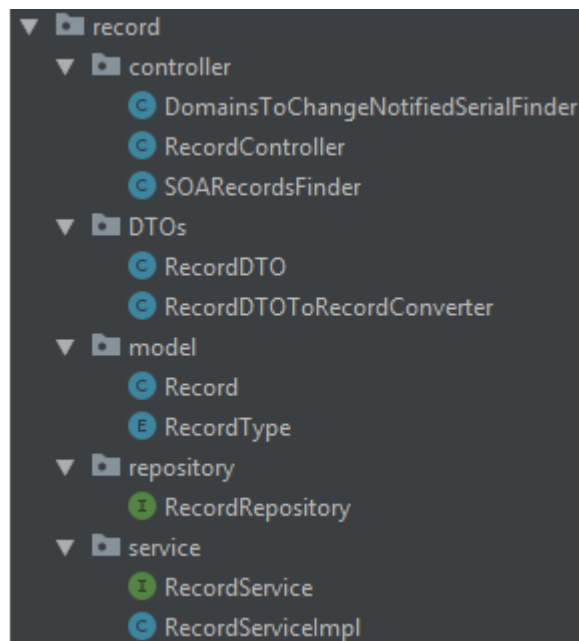 record
controller
C DomainsToChangeNotifiedSerialFinder
C RecordController
C SOARecordsFinder
DTOs
C RecordDTO
C RecordDTOToRecordConverter
model
C Record
E RecordType
repository
I RecordRepository
service
I RecordService
C RecordServiceImpl